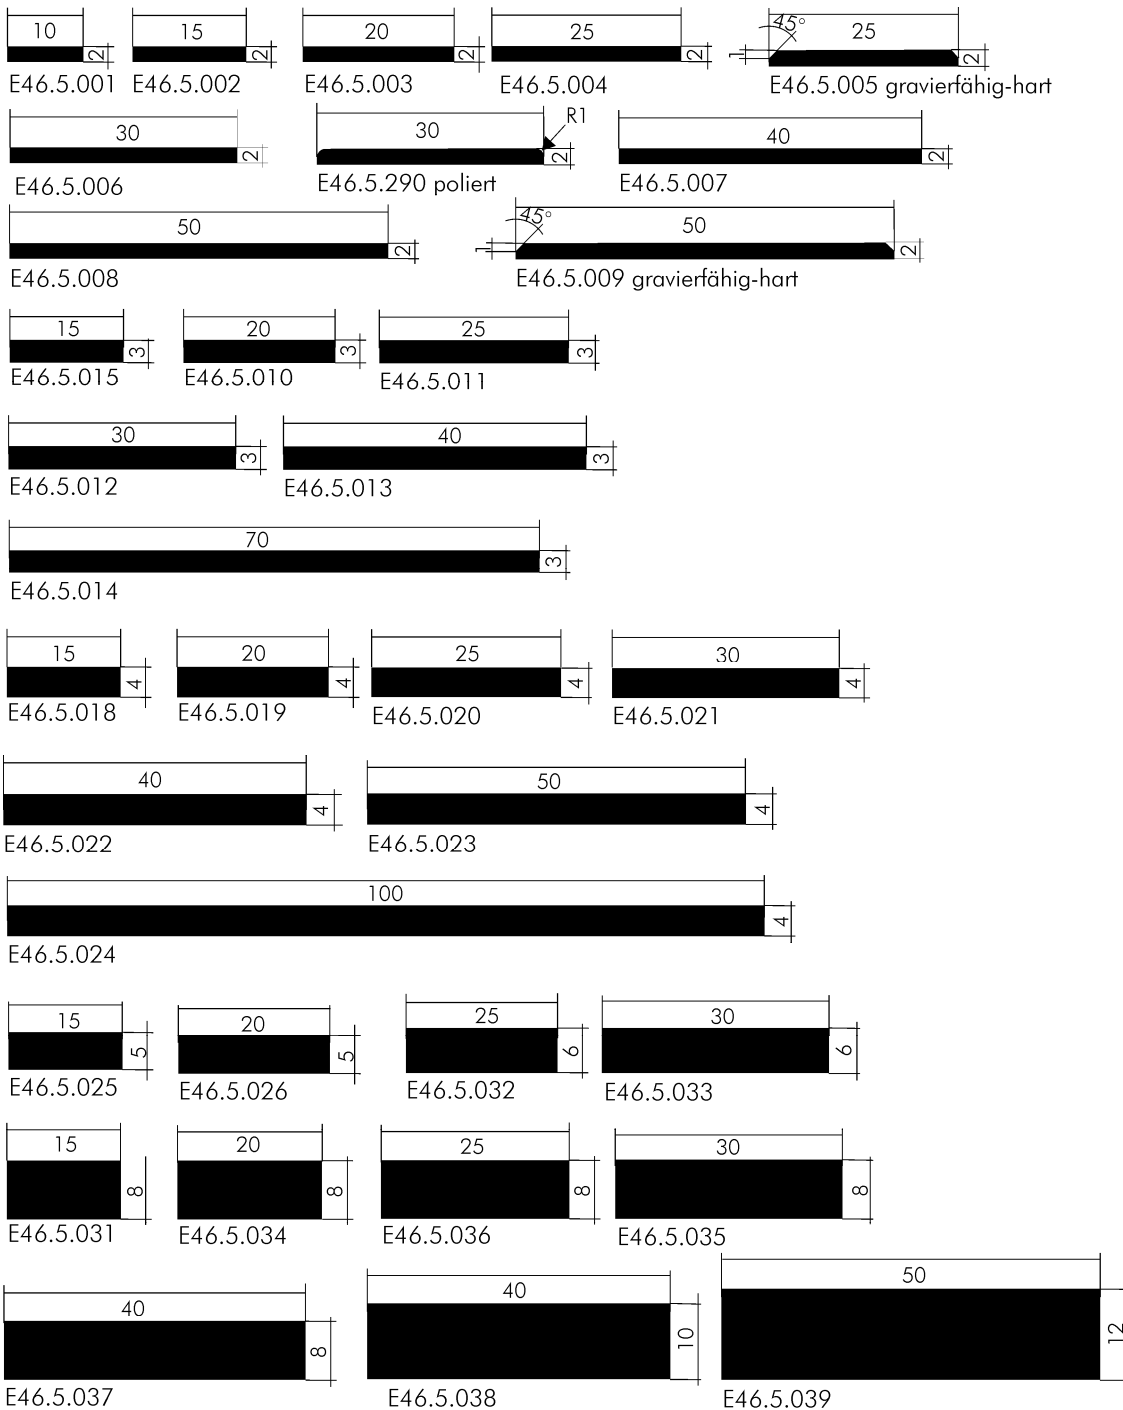 10 15 20 25 45° 25
2 2 2 2 1 2
E46.5.001 E46.5.002 E46.5.003 E46.5.004 E46.5.005 gravierfähig-hart
30 30 R1 40
2 2 2
E46.5.006 E46.5.290 poliert E46.5.007
50 45° 50
2 1 2
E46.5.008 E46.5.009 gravierfähig-hart
15 20 25
3 3 3
E46.5.015 E46.5.010 E46.5.011
30 40
3 3
E46.5.012 E46.5.013
70
3
E46.5.014
15 20 25 30
4 4 4 4
E46.5.018 E46.5.019 E46.5.020 E46.5.021
40 50
4 4
E46.5.022 E46.5.023
100
4
E46.5.024
15 20 25 30
5 5 6 6
E46.5.025 E46.5.026 E46.5.032 E46.5.033
15 20 25 30
8 8 8 8
E46.5.031 E46.5.034 E46.5.036 E46.5.035
40 40 50
8 10 12
E46.5.037 E46.5.038 E46.5.039